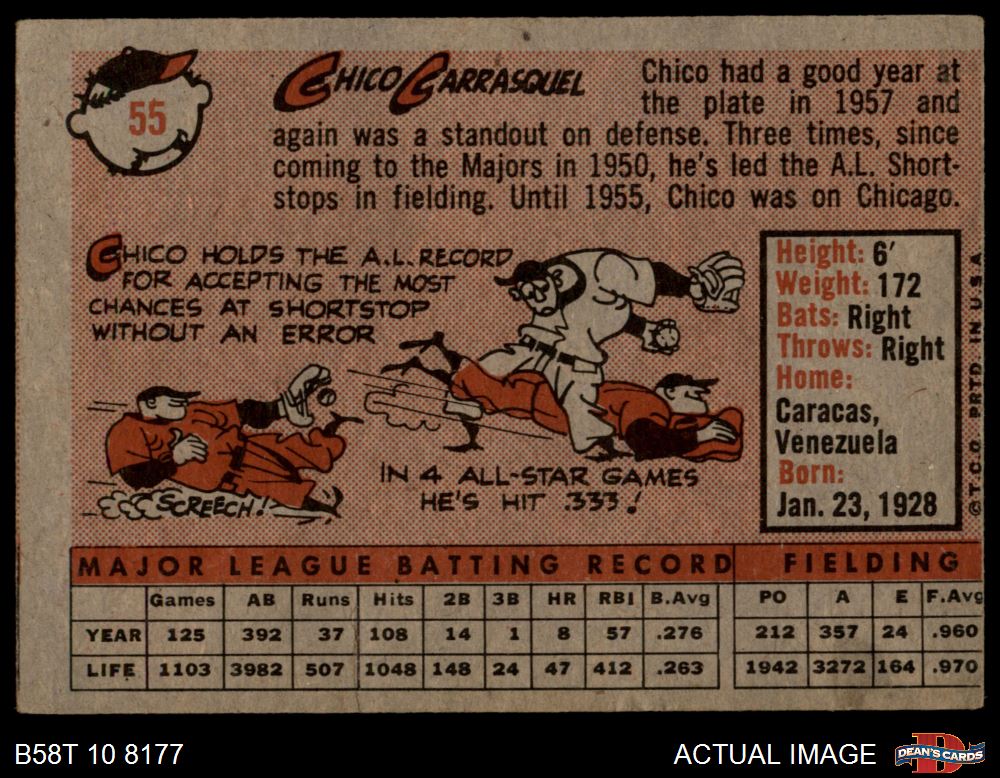 55
CHICO CARRASQUEL
Chico had a good year at
the plate in 1957 and
again was a standout on defense. Three times, since
coming to the Majors in 1950, he's led the A.L. Short-
stops in fielding. Until 1955, Chico was on Chicago.
CHICO HOLDS THE A.L. RECORD
FOR ACCEPTING THE MOST
CHANCES AT SHORTSTOP
WITHOUT AN ERROR
SCREECH!
IN 4 ALL-STAR GAMES
HE'S HIT .333!
Height: 6'
Weight: 172
Bats: Right
Throws: Right
Home:
Caracas,
Venezuela
Born:
Jan. 23, 1928
©T.C.G. PRTD. IN U.S.A.
MAJOR LEAGUE BATTING RECORD FIELDING
Games AB Runs Hits 2B 3B HR RBI B.Avg PO A E F.Avg
YEAR 125 392 37 108 14 1 8 57 .276 212 357 24 .960
LIFE 1103 3982 507 1048 148 24 47 412 .263 1942 3272 164 .970
B58T 10 8177 ACTUAL IMAGE DEAN'S CARDS